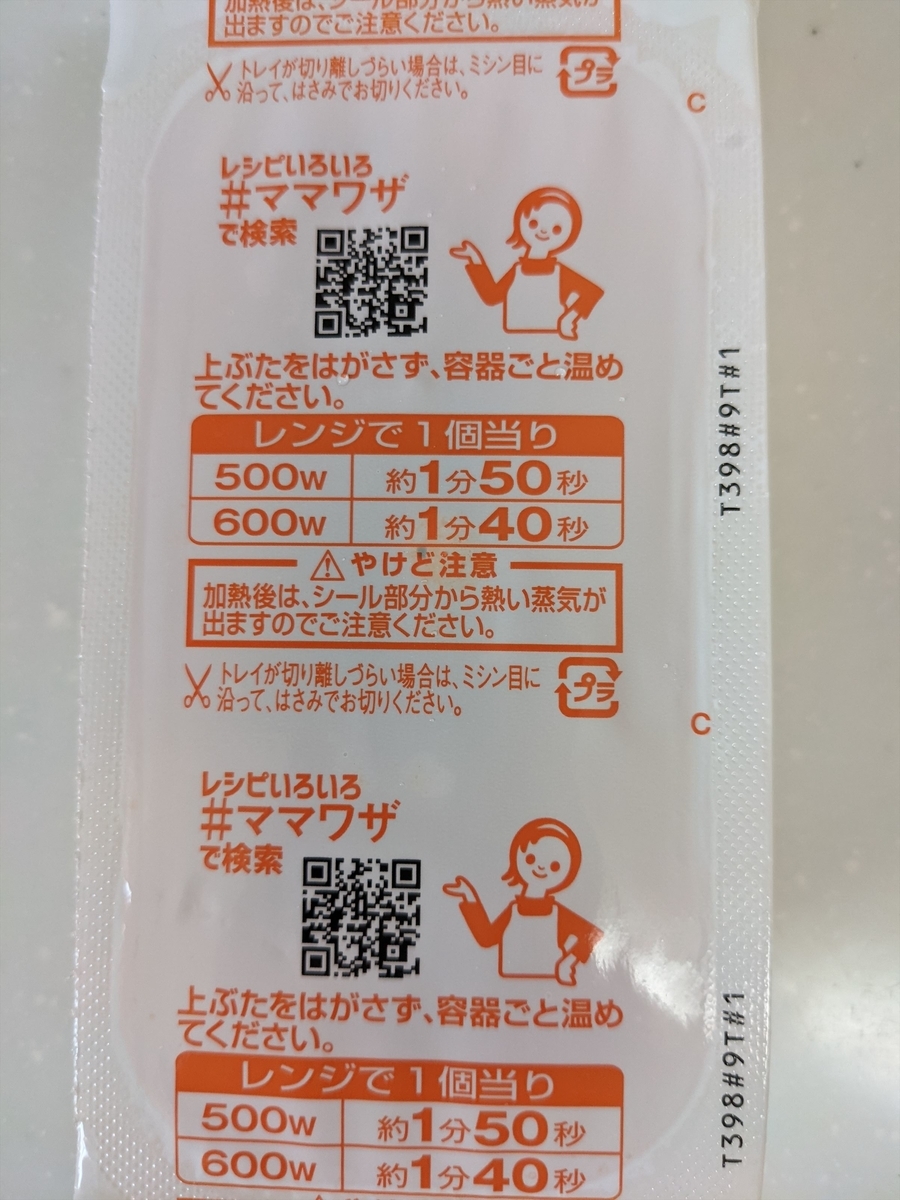 加熱後は、シール部分から熱い蒸気が
出ますのでご注意ください。
トレイが切り離しづらい場合は、ミシン目に
沿って、はさみでお切りください。
プラ
C
レシピいろいろ
#ママワザ
で検索
上ぶたをはがさず、容器ごと温め
てください。
レンジで1個当り
500W 約1分50秒
600W 約1分40秒
やけど注意
加熱後は、シール部分から熱い蒸気が
出ますのでご注意ください。
トレイが切り離しづらい場合は、ミシン目に
沿って、はさみでお切りください。
プラ
C
T398#9T#1
レシピいろいろ
#ママワザ
で検索
上ぶたをはがさず、容器ごと温め
てください。
レンジで1個当り
500W 約1分50秒
600W 約1分40秒
T398#9T#1